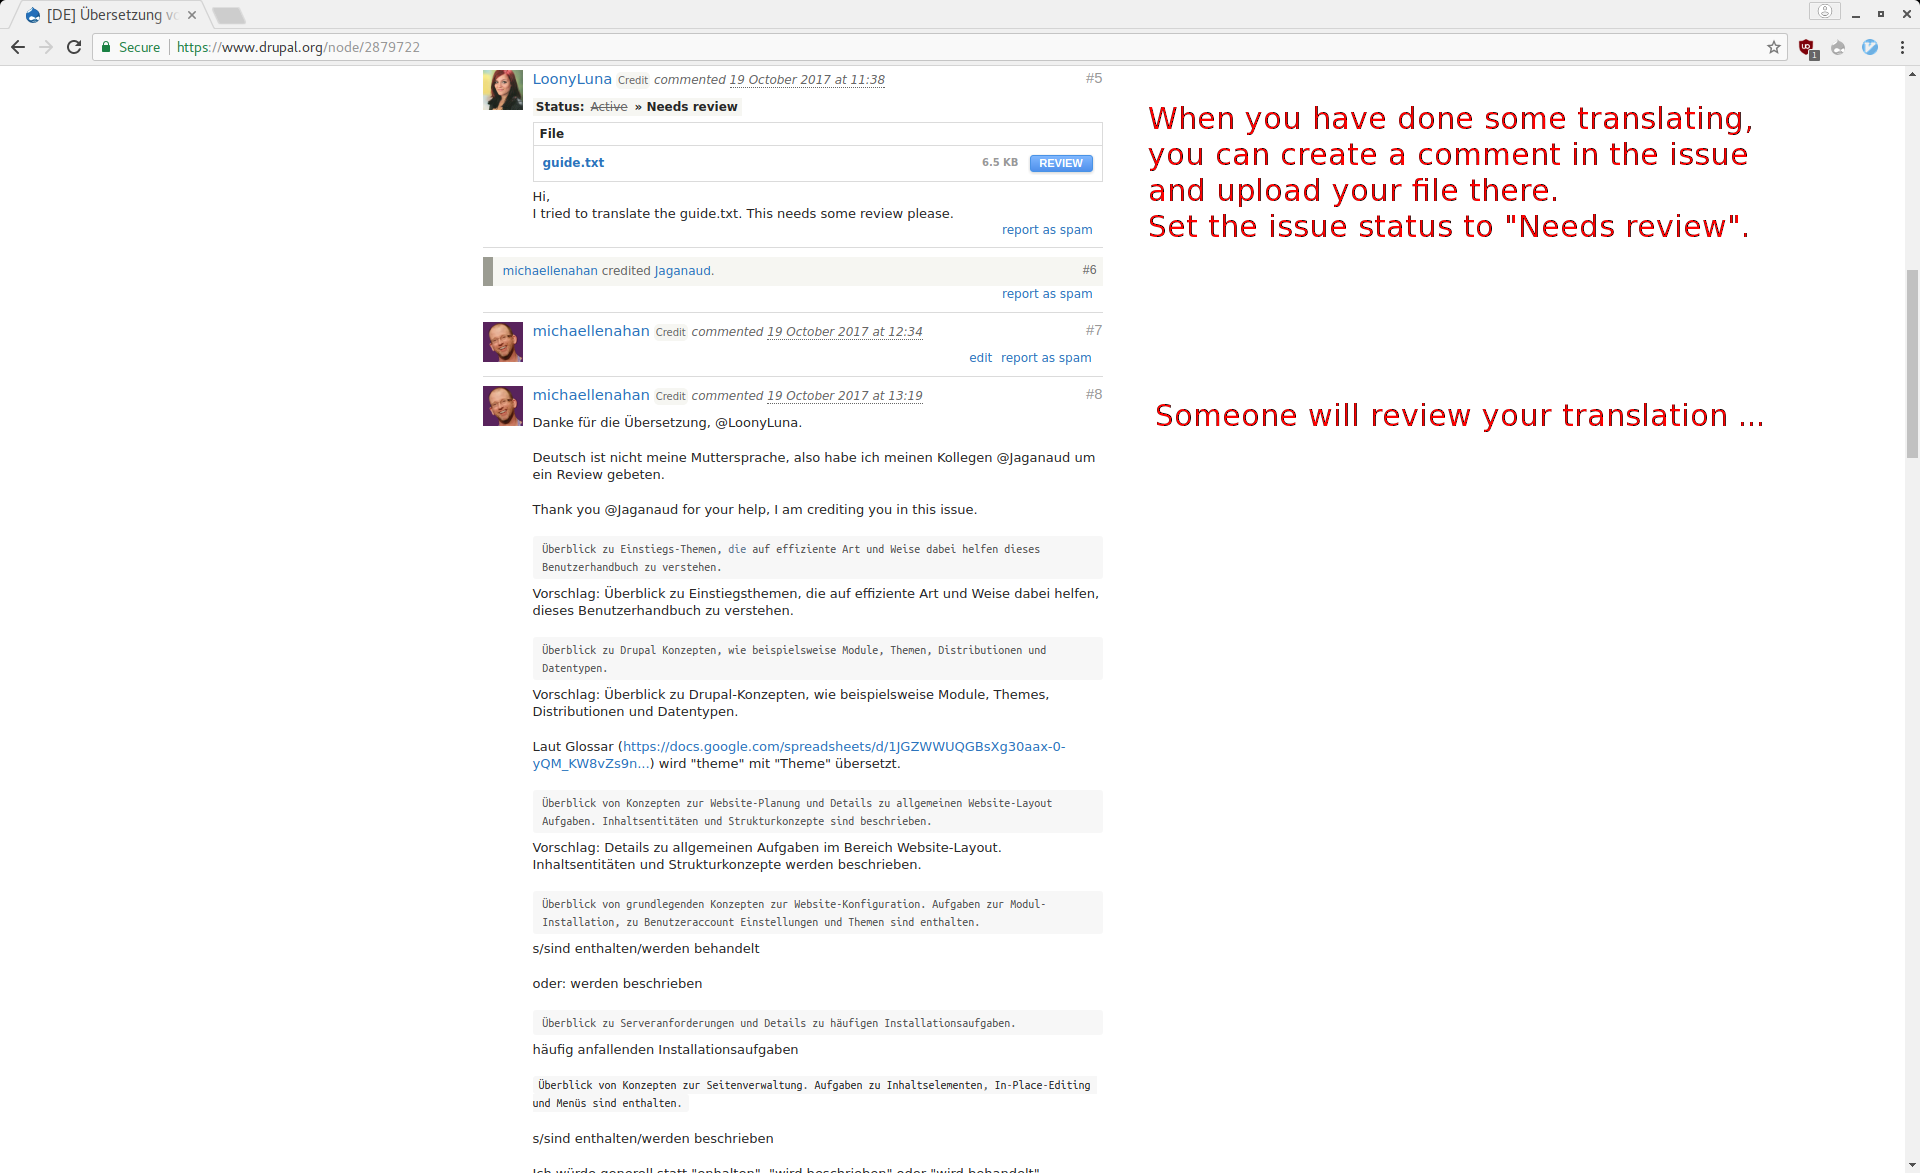 [DE] Übersetzung vo
Secure https://www.drupal.org/node/2879722
1
LoonyLuna Credit commented 19 October 2017 at 11:38 #5
Status: Active » Needs review
File
guide.txt 6.5 KB REVIEW
Hi,
I tried to translate the guide.txt. This needs some review please.
report as spam
When you have done some translating,
you can create a comment in the issue
and upload your file there.
Set the issue status to "Needs review".
michaellenahan credited Jaganaud. #6
report as spam
michaellenahan Credit commented 19 October 2017 at 12:34 #7
edit report as spam
michaellenahan Credit commented 19 October 2017 at 13:19 #8
Someone will review your translation ...
Danke für die Übersetzung, @LoonyLuna.
Deutsch ist nicht meine Muttersprache, also habe ich meinen Kollegen @Jaganaud um
ein Review gebeten.
Thank you @Jaganaud for your help, I am crediting you in this issue.
Überblick zu Einstiegs-Themen, die auf effiziente Art und Weise dabei helfen dieses
Benutzerhandbuch zu verstehen.
Vorschlag: Überblick zu Einstiegsthemen, die auf effiziente Art und Weise dabei helfen,
dieses Benutzerhandbuch zu verstehen.
Überblick zu Drupal Konzepten, wie beispielsweise Module, Themen, Distributionen und
Datentypen.
Vorschlag: Überblick zu Drupal-Konzepten, wie beispielsweise Module, Themes,
Distributionen und Datentypen.
Laut Glossar (https://docs.google.com/spreadsheets/d/1JGZWWUQGBsXg30aax-0-
yQM_KW8vZs9n...) wird "theme" mit "Theme" übersetzt.
Überblick von Konzepten zur Website-Planung und Details zu allgemeinen Website-Layout
Aufgaben. Inhaltsentitäten und Strukturkonzepte sind beschrieben.
Vorschlag: Details zu allgemeinen Aufgaben im Bereich Website-Layout.
Inhaltsentitäten und Strukturkonzepte werden beschrieben.
Überblick von grundlegenden Konzepten zur Website-Konfiguration. Aufgaben zur Modul-
Installation, zu Benutzeraccount Einstellungen und Themen sind enthalten.
s/sind enthalten/werden behandelt
oder: werden beschrieben
Überblick zu Serveranforderungen und Details zu häufigen Installationsaufgaben.
häufig anfallenden Installationsaufgaben
Überblick von Konzepten zur Seitenverwaltung. Aufgaben zu Inhaltselementen, In-Place-Editing
und Menüs sind enthalten.
s/sind enthalten/werden beschrieben
Ich würde generell statt "enhalten", "wird beschrieben" oder "wird behandelt"